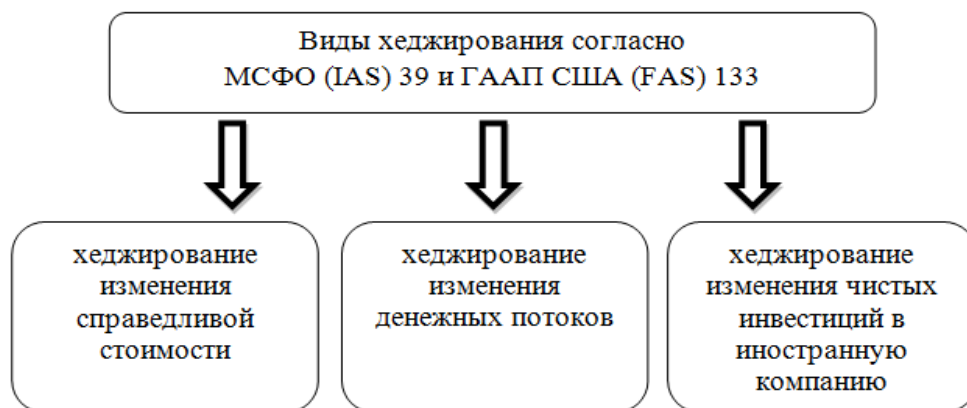 Виды хеджирования согласно
МСФО (IAS) 39 и ГААП США (FAS) 133
хеджирование
изменения
справедливой
стоимости
хеджирование
изменения
денежных потоков
хеджирование
изменения чистых
инвестиций в
иностранную
компанию